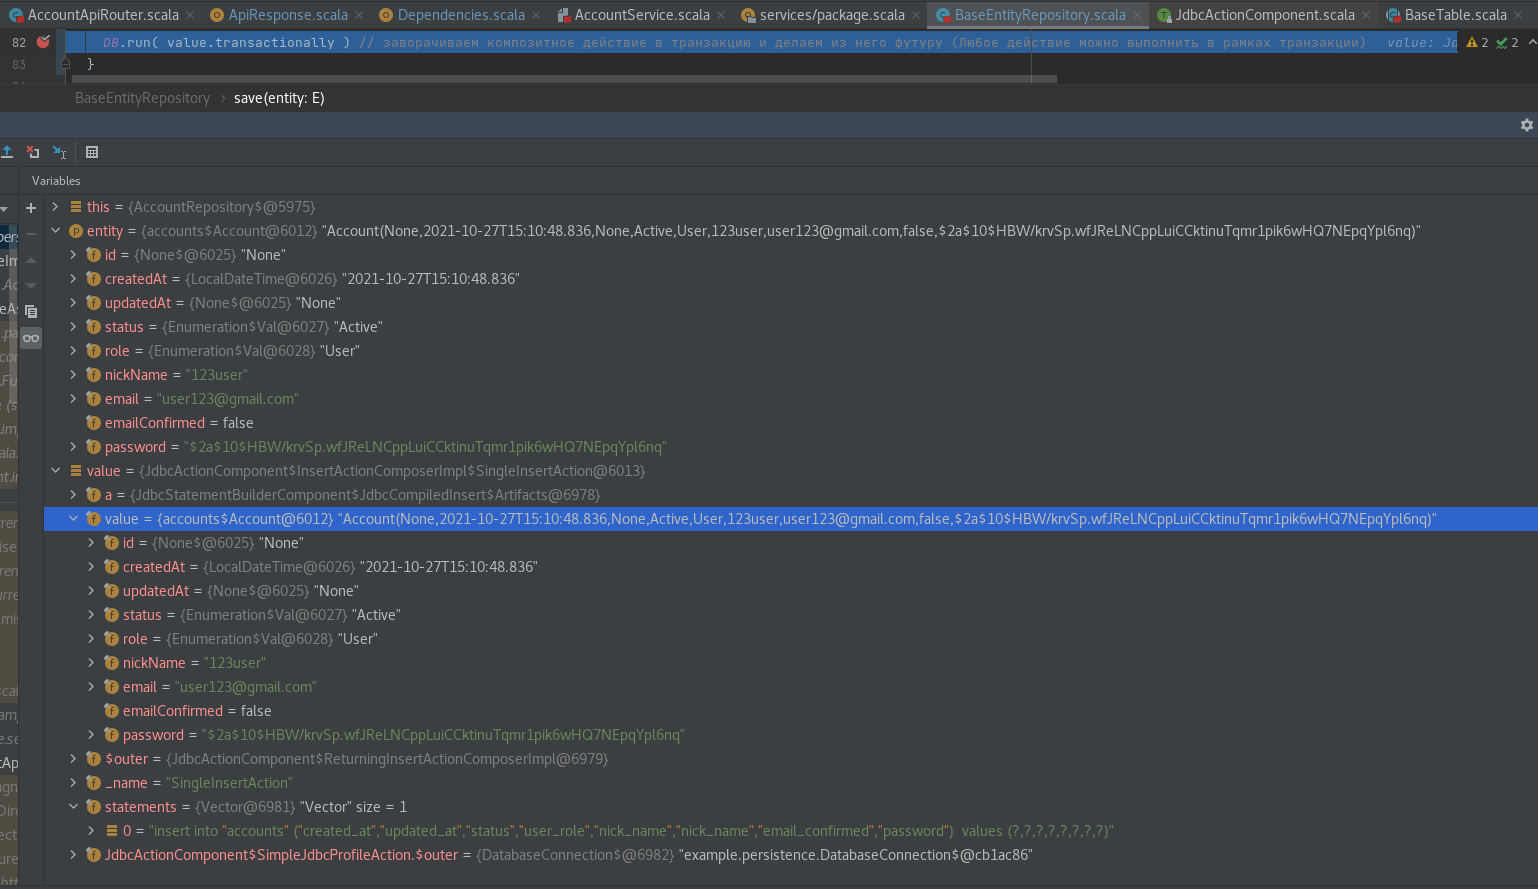 AccountApiRouter.scala ApiResponse.scala Dependencies.scala AccountService.scala services/package.scala BaseEntityRepository.scala JdbcActionComponent.scala BaseTable.scala
82 DB.run( value.transactionally ) // заворачиваем композитное действие в транзакцию и делаем из него футуру (Любое действие можно выполнить в рамках транзакции) value: Jd 2 2
83 }
BaseEntityRepository › save(entity: E)
Variables
this = {AccountRepository$@5975}
entity = {accounts$Account@6012} "Account(None,2021-10-27T15:10:48.836,None,Active,User,123user,user123@gmail.com,false,$2a$10$HBW/krvSp.wfJReLNCppLuiCCktinuTqmr1pik6wHQ7NEpqYpl6nq)"
id = {None$@6025} "None"
createdAt = {LocalDateTime@6026} "2021-10-27T15:10:48.836"
updatedAt = {None$@6025} "None"
status = {Enumeration$Val@6027} "Active"
role = {Enumeration$Val@6028} "User"
nickName = "123user"
email = "user123@gmail.com"
emailConfirmed = false
password = "$2a$10$HBW/krvSp.wfJReLNCppLuiCCktinuTqmr1pik6wHQ7NEpqYpl6nq"
value = {JdbcActionComponent$InsertActionComposerImpl$SingleInsertAction@6013}
a = {JdbcStatementBuilderComponent$JdbcCompiledInsert$Artifacts@6978}
value = {accounts$Account@6012} "Account(None,2021-10-27T15:10:48.836,None,Active,User,123user,user123@gmail.com,false,$2a$10$HBW/krvSp.wfJReLNCppLuiCCktinuTqmr1pik6wHQ7NEpqYpl6nq)"
id = {None$@6025} "None"
createdAt = {LocalDateTime@6026} "2021-10-27T15:10:48.836"
updatedAt = {None$@6025} "None"
status = {Enumeration$Val@6027} "Active"
role = {Enumeration$Val@6028} "User"
nickName = "123user"
email = "user123@gmail.com"
emailConfirmed = false
password = "$2a$10$HBW/krvSp.wfJReLNCppLuiCCktinuTqmr1pik6wHQ7NEpqYpl6nq"
$outer = {JdbcActionComponent$ReturningInsertActionComposerImpl@6979}
_name = "SingleInsertAction"
statements = {Vector@6981} "Vector" size = 1
0 = "insert into "accounts" ("created_at","updated_at","status","user_role","nick_name","nick_name","email_confirmed","password")  values (?,?,?,?,?,?,?,?)"
JdbcActionComponent$SimpleJdbcProfileAction.$outer = {DatabaseConnection$@6982} "example.persistence.DatabaseConnection$@cb1ac86"